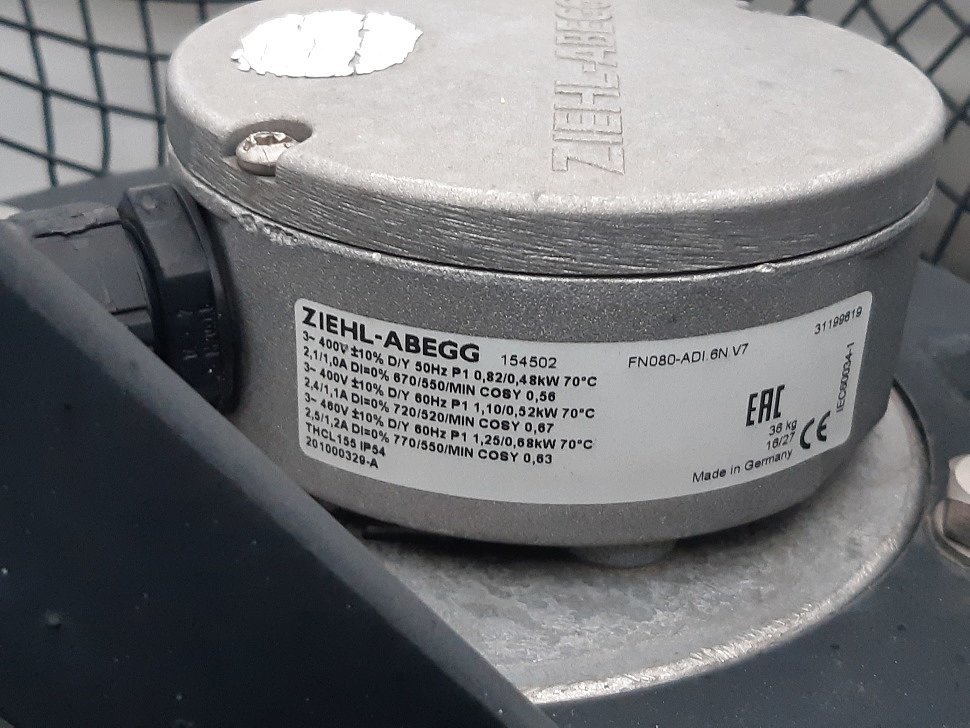 ZIEHL-ABEGG
ZIEHL-ABEGG 154502 FN080-ADI.6N.V7 31199619
3~ 400V ±10% D/Y 50Hz P1 0,82/0,48kW 70°C
2,1/1,0A DI=0% 670/550/MIN COSY 0,56
3~ 400V ±10% D/Y 60Hz P1 1,10/0,52kW 70°C
2,4/1,1A DI=0% 720/520/MIN COSY 0,67
3~ 460V ±10% D/Y 60Hz P1 1,25/0,68kW 70°C
2,5/1,2A DI=0% 770/550/MIN COSY 0,63
THCL155 IP54
201000329-A
EAC
36 kg
16/27
CE
Made in Germany
IEC60034-1